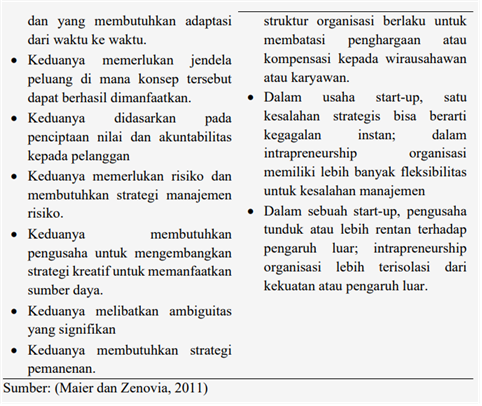 dan yang membutuhkan adaptasi
dari waktu ke waktu.
• Keduanya memerlukan jendela
peluang di mana konsep tersebut
dapat berhasil dimanfaatkan.
• Keduanya didasarkan pada
penciptaan nilai dan akuntabilitas
kepada pelanggan
• Keduanya memerlukan risiko dan
membutuhkan strategi manajemen
risiko.
• Keduanya membutuhkan
pengusaha untuk mengembangkan
strategi kreatif untuk memanfaatkan
sumber daya.
• Keduanya melibatkan ambiguitas
yang signifikan
• Keduanya membutuhkan strategi
pemanenan.
struktur organisasi berlaku untuk
membatasi penghargaan atau
kompensasi kepada wirausahawan
atau karyawan.
• Dalam usaha start-up, satu
kesalahan strategis bisa berarti
kegagalan instan; dalam
intrapreneurship organisasi
memiliki lebih banyak fleksibilitas
untuk kesalahan manajemen
• Dalam sebuah start-up, pengusaha
tunduk atau lebih rentan terhadap
pengaruh luar; intrapreneurship
organisasi lebih terisolasi dari
kekuatan atau pengaruh luar.
Sumber: (Maier dan Zenovia, 2011)